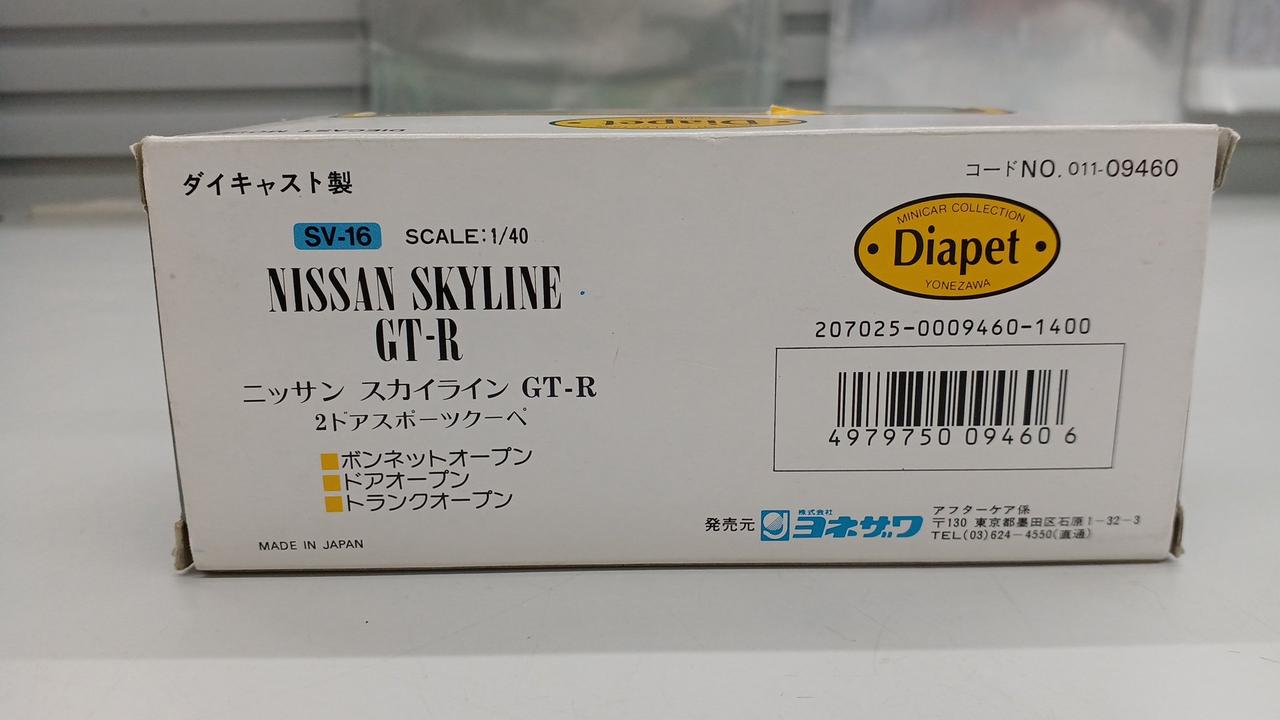 DIECAST
Diapet
ダイキャスト製
コードNO. 011-09460
SV-16 SCALE:1/40
NISSAN SKYLINE
GT-R
ニッサン スカイライン GT-R
2ドアスポーツクーペ
ボンネットオープン
ドアオープン
トランクオープン
MADE IN JAPAN
MINICAR COLLECTION
Diapet
YONEZAWA
207025-0009460-1400
4979750 09460 6
発売元 株式会社 ヨネザワ
アフターケア係
〒130 東京都墨田区石原1-32-3
TEL(03)624-4550(直通)